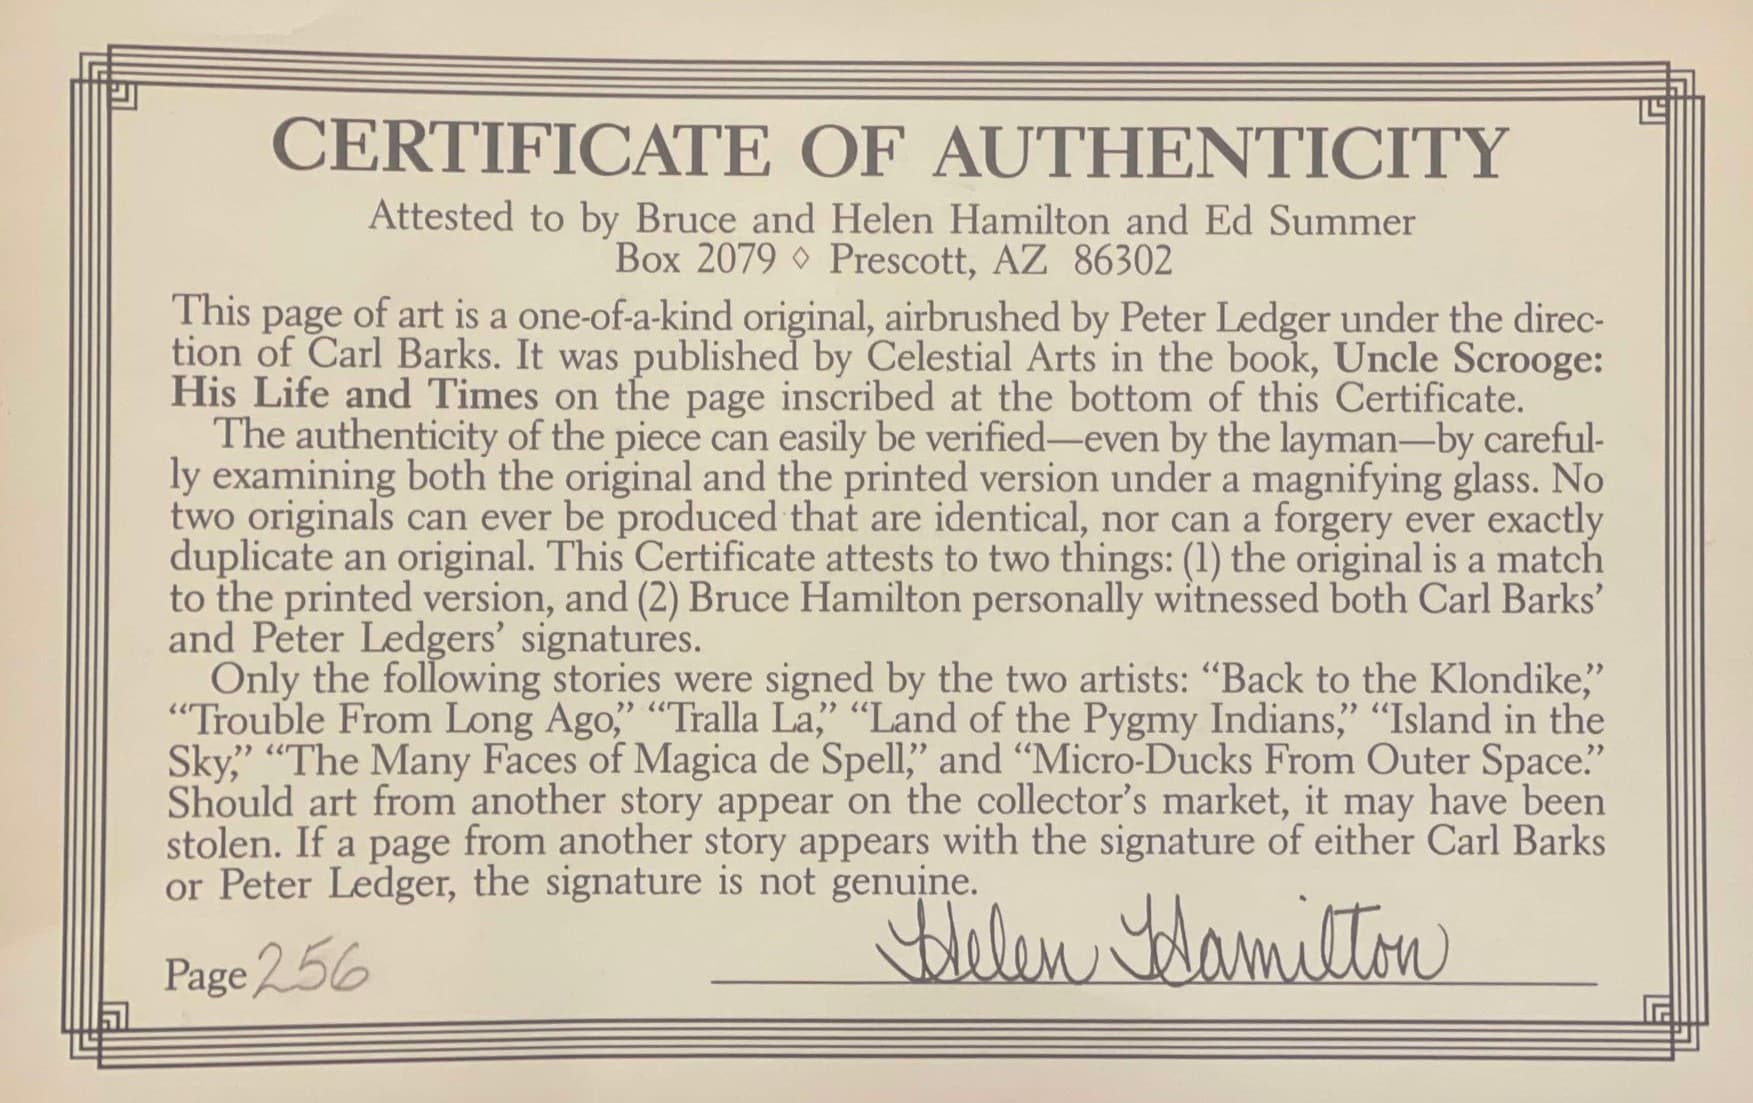 CERTIFICATE OF AUTHENTICITY
Attested to by Bruce and Helen Hamilton and Ed Summer
Box 2079 ◊ Prescott, AZ 86302
This page of art is a one-of-a-kind original, airbrushed by Peter Ledger under the direc-
tion of Carl Barks. It was published by Celestial Arts in the book, Uncle Scrooge:
His Life and Times on the page inscribed at the bottom of this Certificate.
The authenticity of the piece can easily be verified—even by the layman—by careful-
ly examining both the original and the printed version under a magnifying glass. No
two originals can ever be produced that are identical, nor can a forgery ever exactly
duplicate an original. This Certificate attests to two things: (1) the original is a match
to the printed version, and (2) Bruce Hamilton personally witnessed both Carl Barks’
and Peter Ledgers’ signatures.
Only the following stories were signed by the two artists: “Back to the Klondike,”
“Trouble From Long Ago,” “Tralla La,” “Land of the Pygmy Indians,” “Island in the
Sky,” “The Many Faces of Magica de Spell,” and “Micro-Ducks From Outer Space.”
Should art from another story appear on the collector’s market, it may have been
stolen. If a page from another story appears with the signature of either Carl Barks
or Peter Ledger, the signature is not genuine.
Helen Hamilton
Page 256